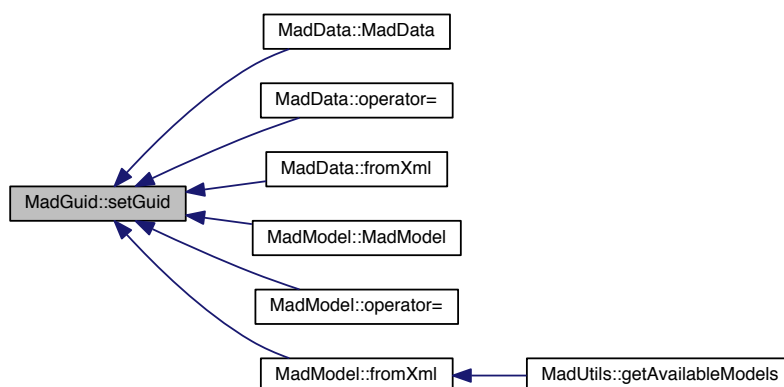 MadData::MadData
MadData::operator=
MadData::fromXml
MadGuid::setGuid
MadModel::MadModel
MadModel::operator=
MadModel::fromXml
MadUtils::getAvailableModels